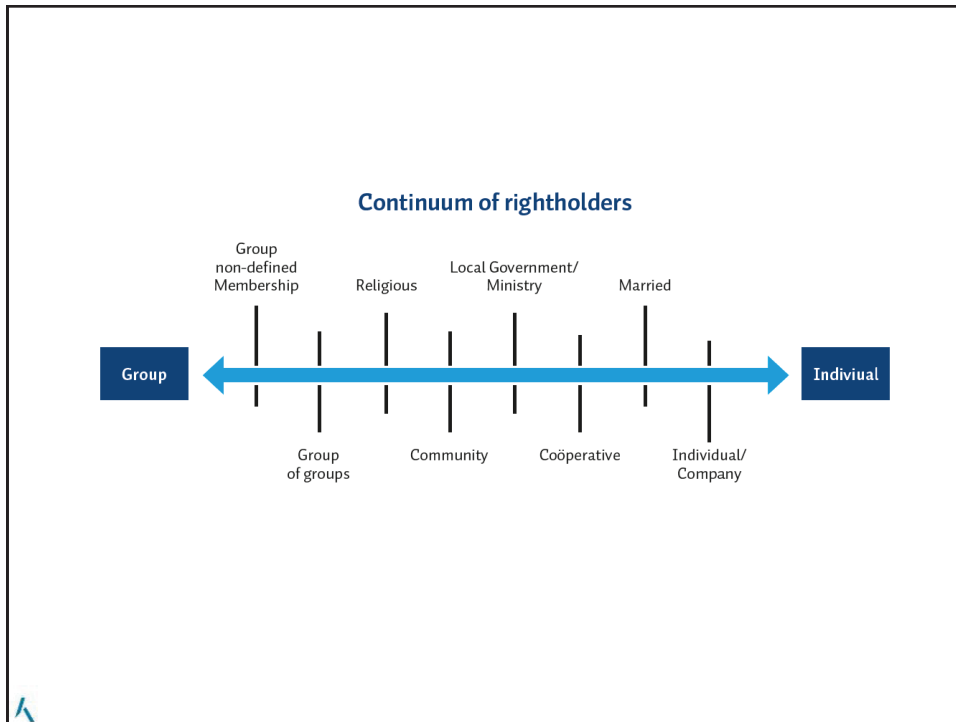 Continuum of rightholders
Group
non-defined
Membership
Religious
Local Government/
Ministry
Married
Group
Indiviual
Group
of groups
Community
Coöperative
Individual/
Company